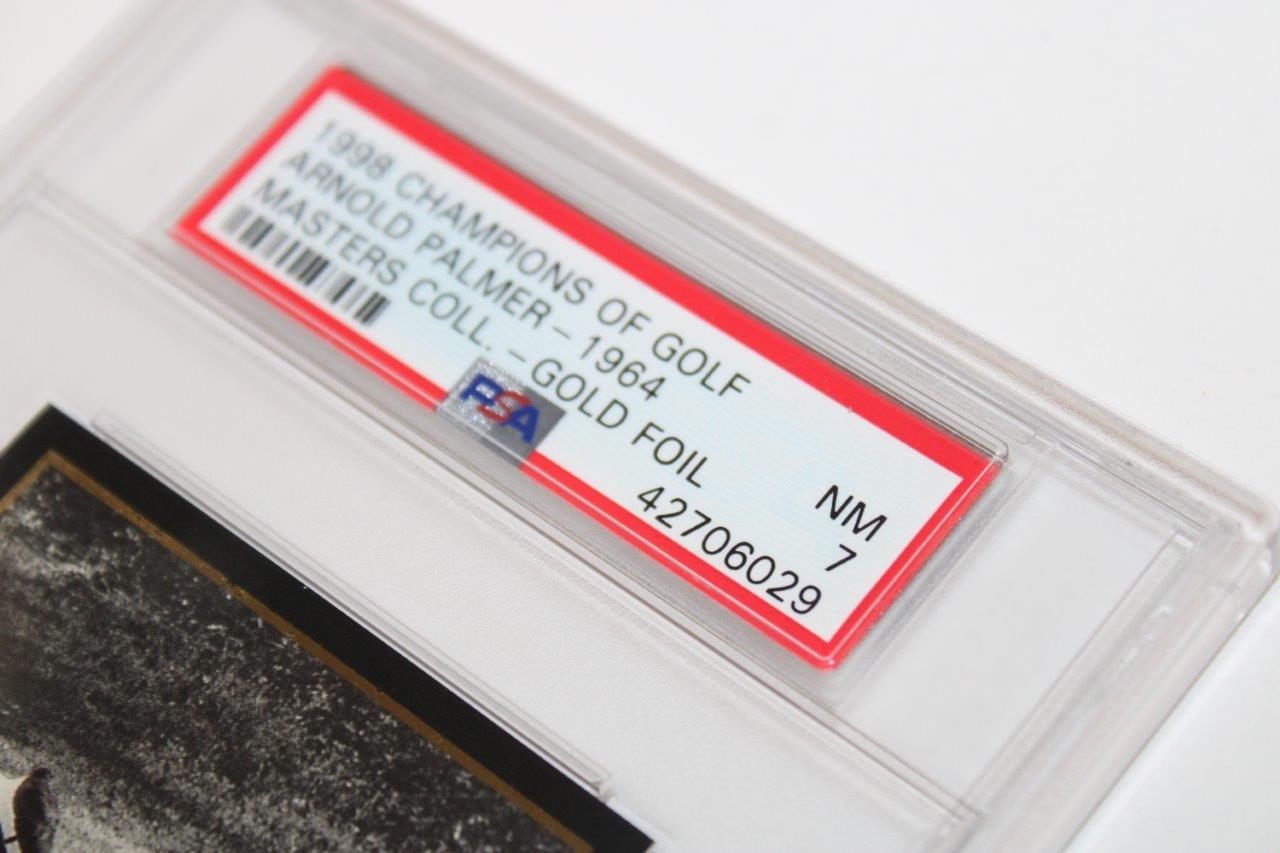 1998 CHAMPIONS OF GOLF
ARNOLD PALMER – 1964
MASTERS COLL. – GOLD FOIL
NM
7
42706029
PSA